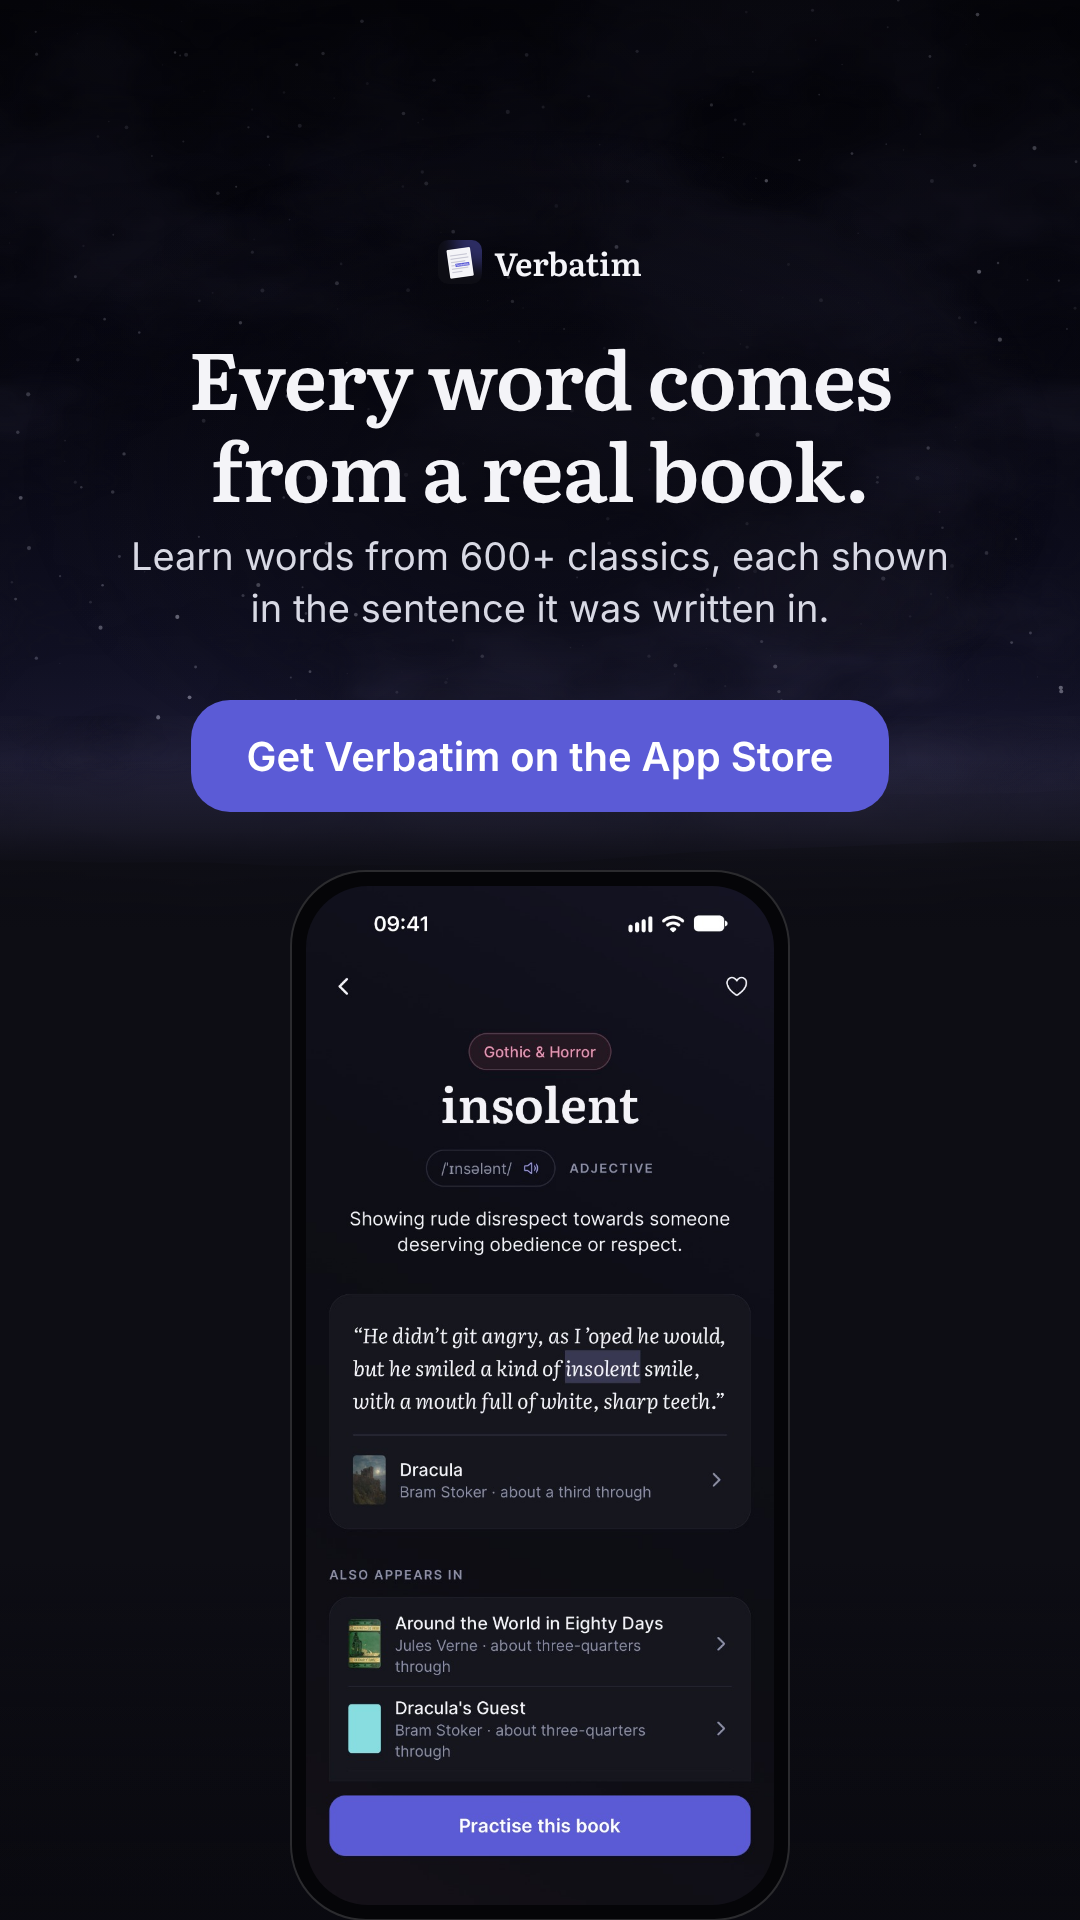 Verbatim
Every word comes
from a real book.
Learn words from 600+ classics, each shown
in the sentence it was written in.
Get Verbatim on the App Store
09:41
Gothic & Horror
insolent
/ˈɪnsələnt/ ADJECTIVE
Showing rude disrespect towards someone
deserving obedience or respect.
“He didn’t git angry, as I ’oped he would,
but he smiled a kind of insolent smile,
with a mouth full of white, sharp teeth.”
Dracula
Bram Stoker · about a third through
ALSO APPEARS IN
Around the World in Eighty Days
Jules Verne · about three-quarters
through
Dracula's Guest
Bram Stoker · about three-quarters
through
Practise this book